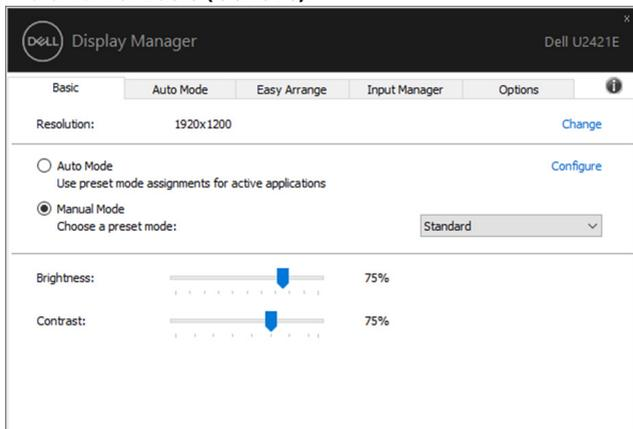 DELL Display Manager
Dell U2421E
x
Basic Auto Mode Easy Arrange Input Manager Options i
Resolution: 1920x1200 Change
Auto Mode Configure
Use preset mode assignments for active applications
Manual Mode
Choose a preset mode: Standard
Brightness: 75%
Contrast: 75%